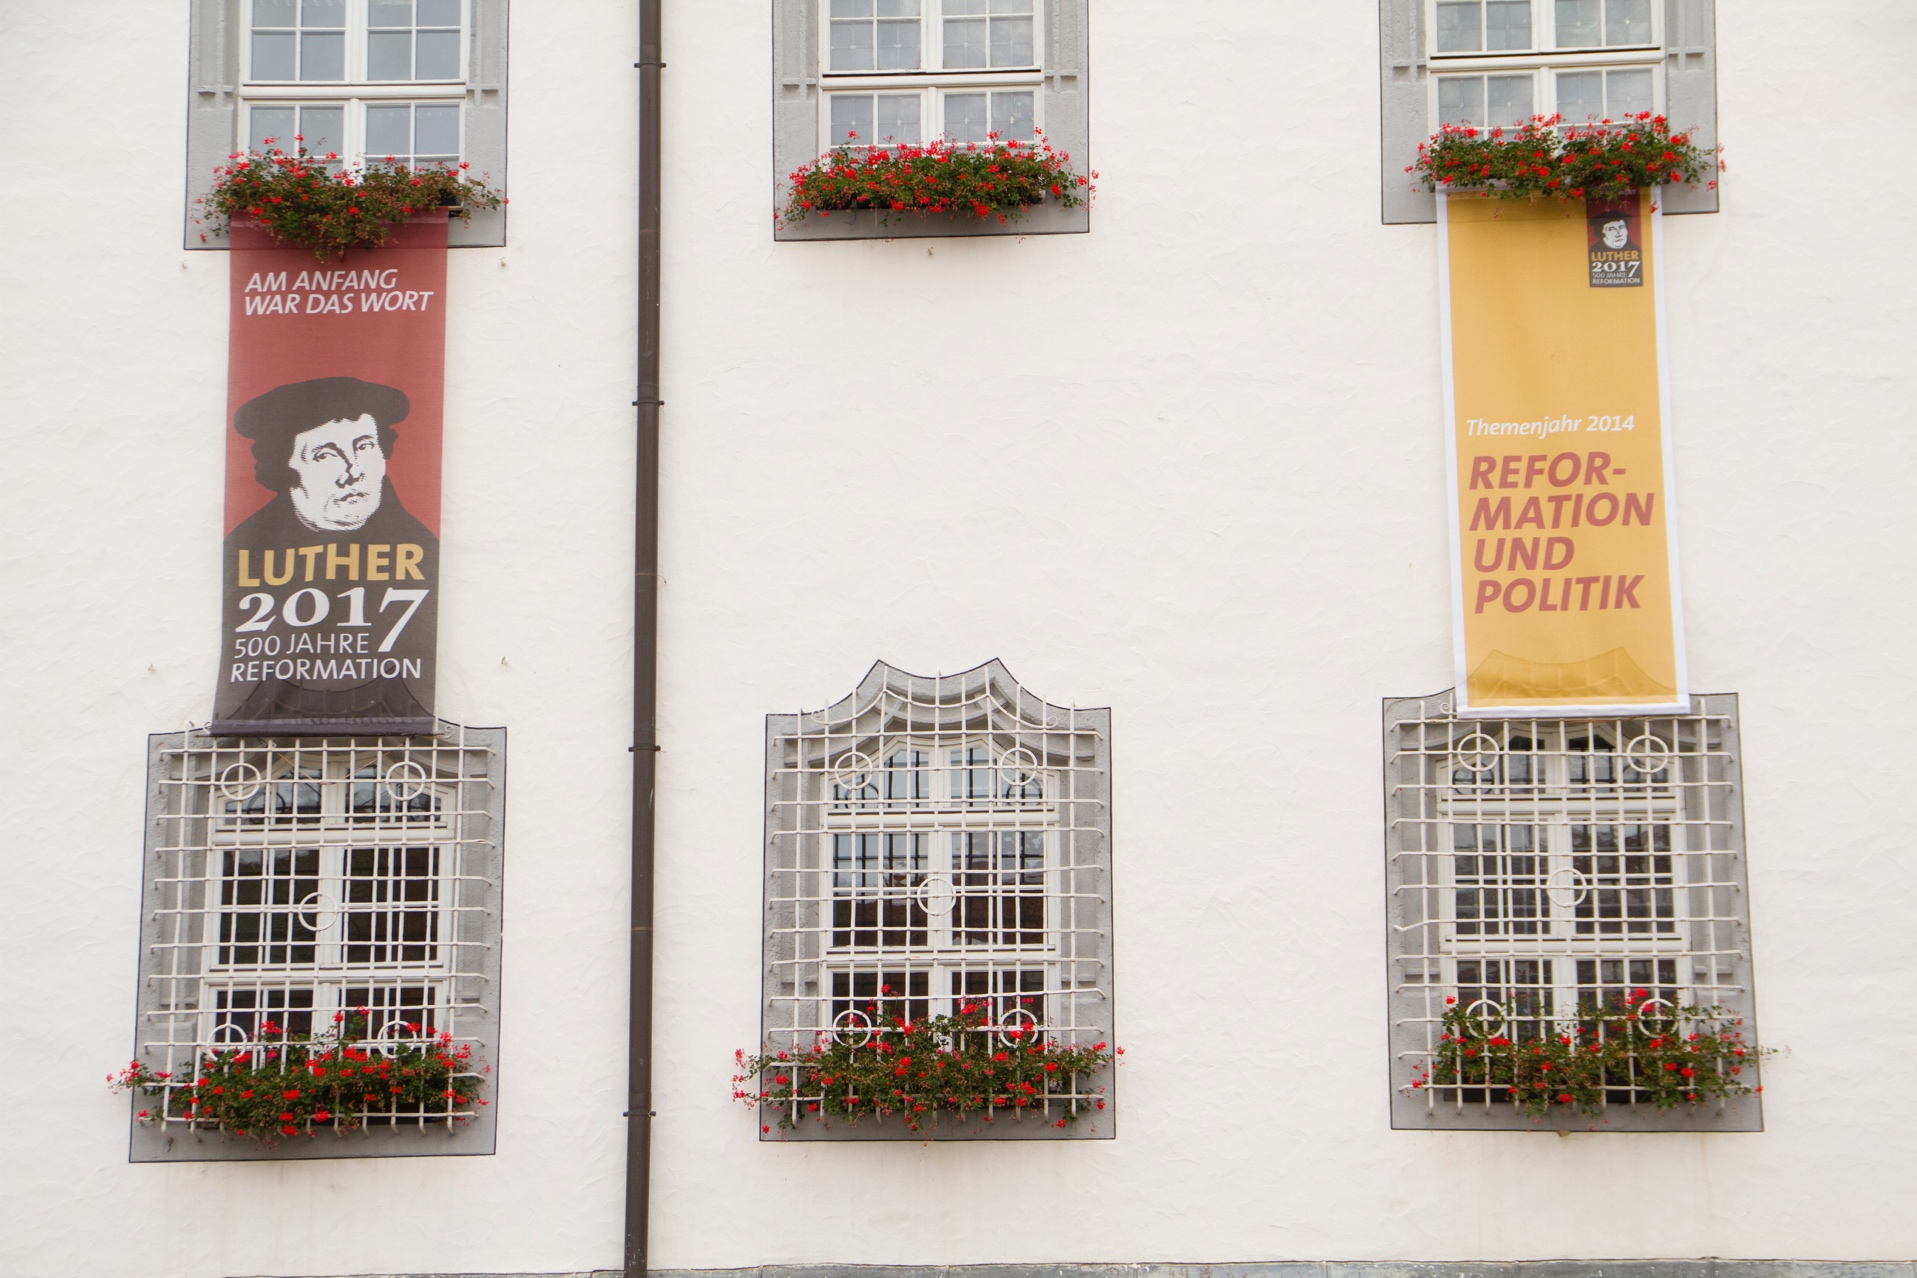 AM ANFANG
WAR DAS WORT
LUTHER
2017
500 JAHRE
REFORMATION
LUTHER
2017
500 JAHRE
REFORMATION
Themenjahr 2014
REFOR-
MATION
UND
POLITIK